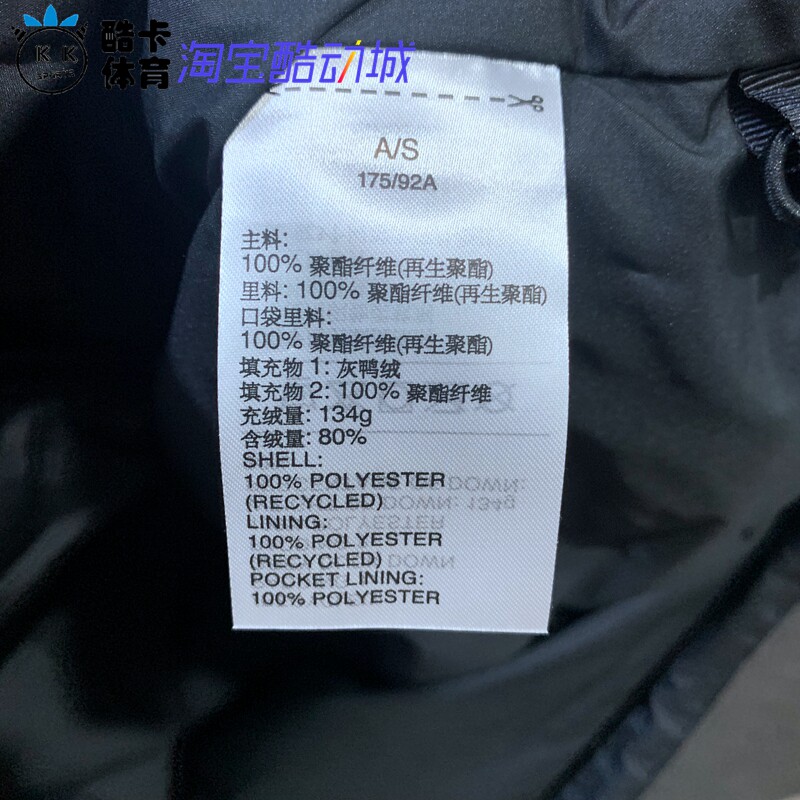 K K
SPORTS
酷卡
体育
淘宝酷动城
A/S
175/92A
主料:
100% 聚酯纤维(再生聚酯)
里料: 100% 聚酯纤维(再生聚酯)
口袋里料:
100% 聚酯纤维(再生聚酯)
填充物 1: 灰鸭绒
填充物 2: 100% 聚酯纤维
充绒量: 134g
含绒量: 80%
SHELL:
100% POLYESTER
(RECYCLED)
LINING:
100% POLYESTER
(RECYCLED)
POCKET LINING:
100% POLYESTER